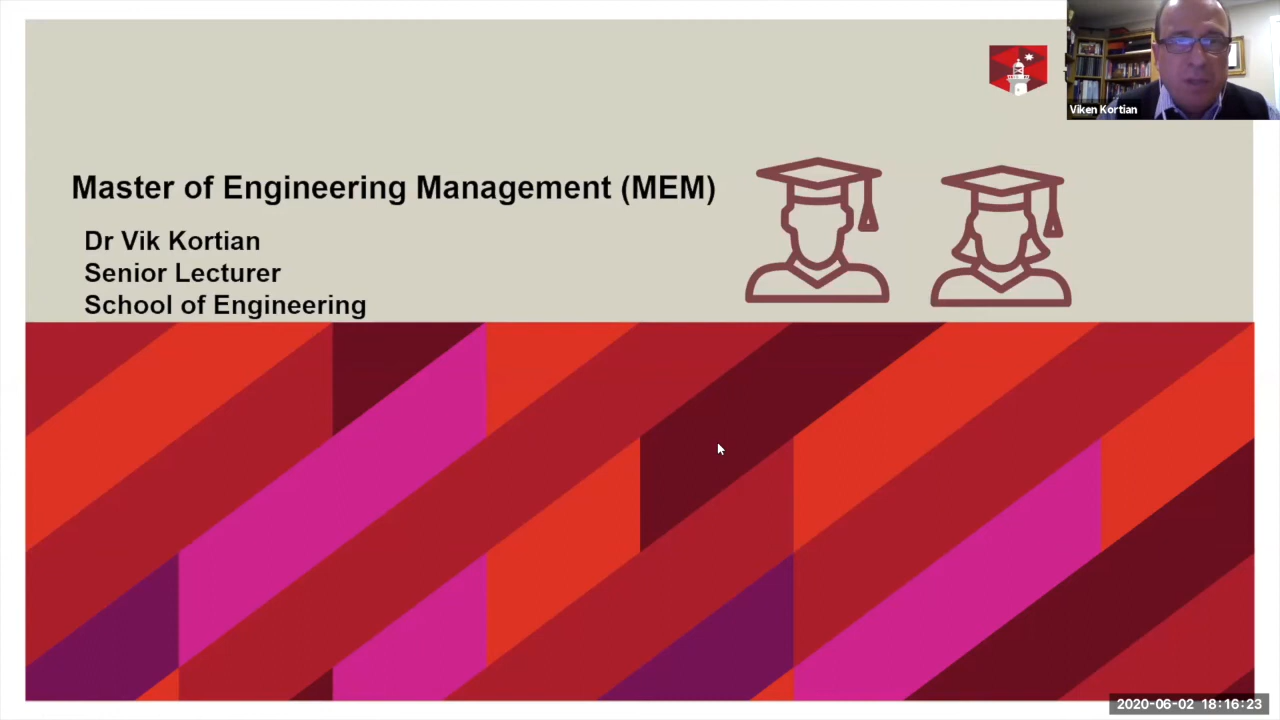 Viken Kortian
Master of Engineering Management (MEM)
Dr Vik Kortian
Senior Lecturer
School of Engineering
2020-06-02 18:16:23